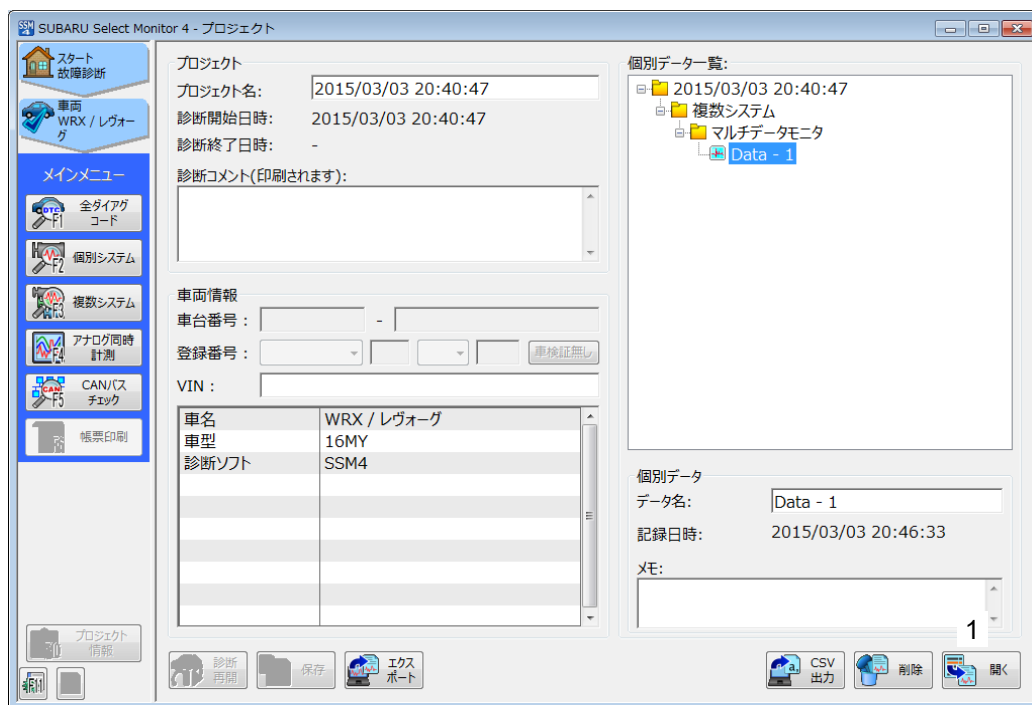 SUBARU Select Monitor 4 - プロジェクト
スタート
故障診断
車両
WRX / レヴォー
グ
メインメニュー
DTC
F1
全ダイアグ
コード
F2
個別システム
F3
複数システム
F4
アナログ同時
計測
CAN
F5
CANバス
チェック
帳票印刷
プロジェクト
情報
F11
プロジェクト
プロジェクト名:
2015/03/03 20:40:47
診断開始日時:
2015/03/03 20:40:47
診断終了日時:
-
診断コメント(印刷されます):
車両情報
車台番号 :
-
登録番号 :
車検証無し
VIN :
車名
WRX / レヴォーグ
車型
16MY
診断ソフト
SSM4
診断
再開
保存
エクス
ポート
個別データ一覧:
2015/03/03 20:40:47
複数システム
マルチデータモニタ
Data - 1
個別データ
データ名:
Data - 1
記録日時:
2015/03/03 20:46:33
メモ:
1
CSV
出力
削除
開く